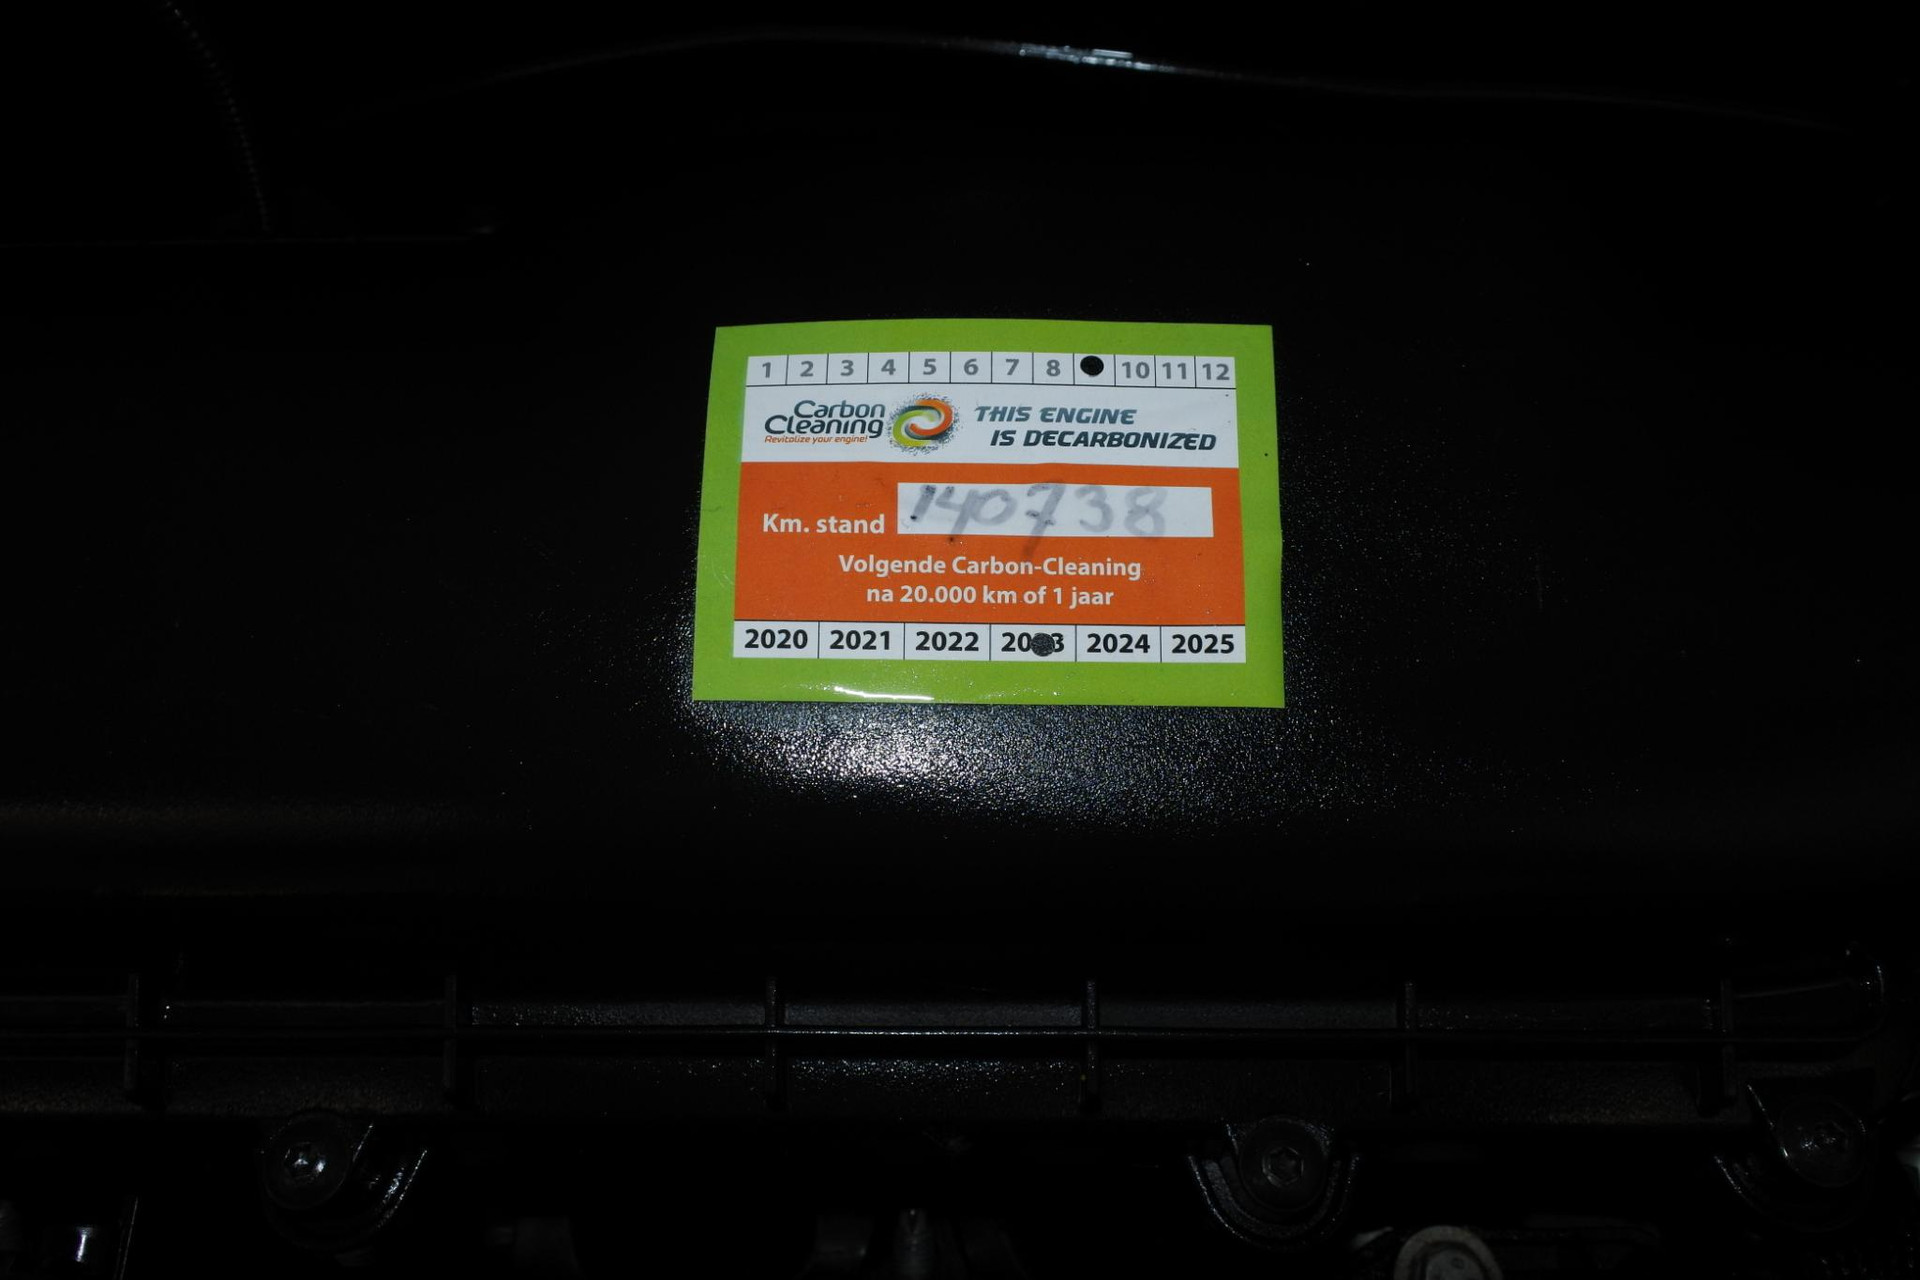 1 2 3 4 5 6 7 8 10 11 12
Carbon
Cleaning
Revitalize your engine!
THIS ENGINE
IS DECARBONIZED
Km. stand 140738
Volgende Carbon-Cleaning
na 20.000 km of 1 jaar
2020 2021 2022 2023 2024 2025